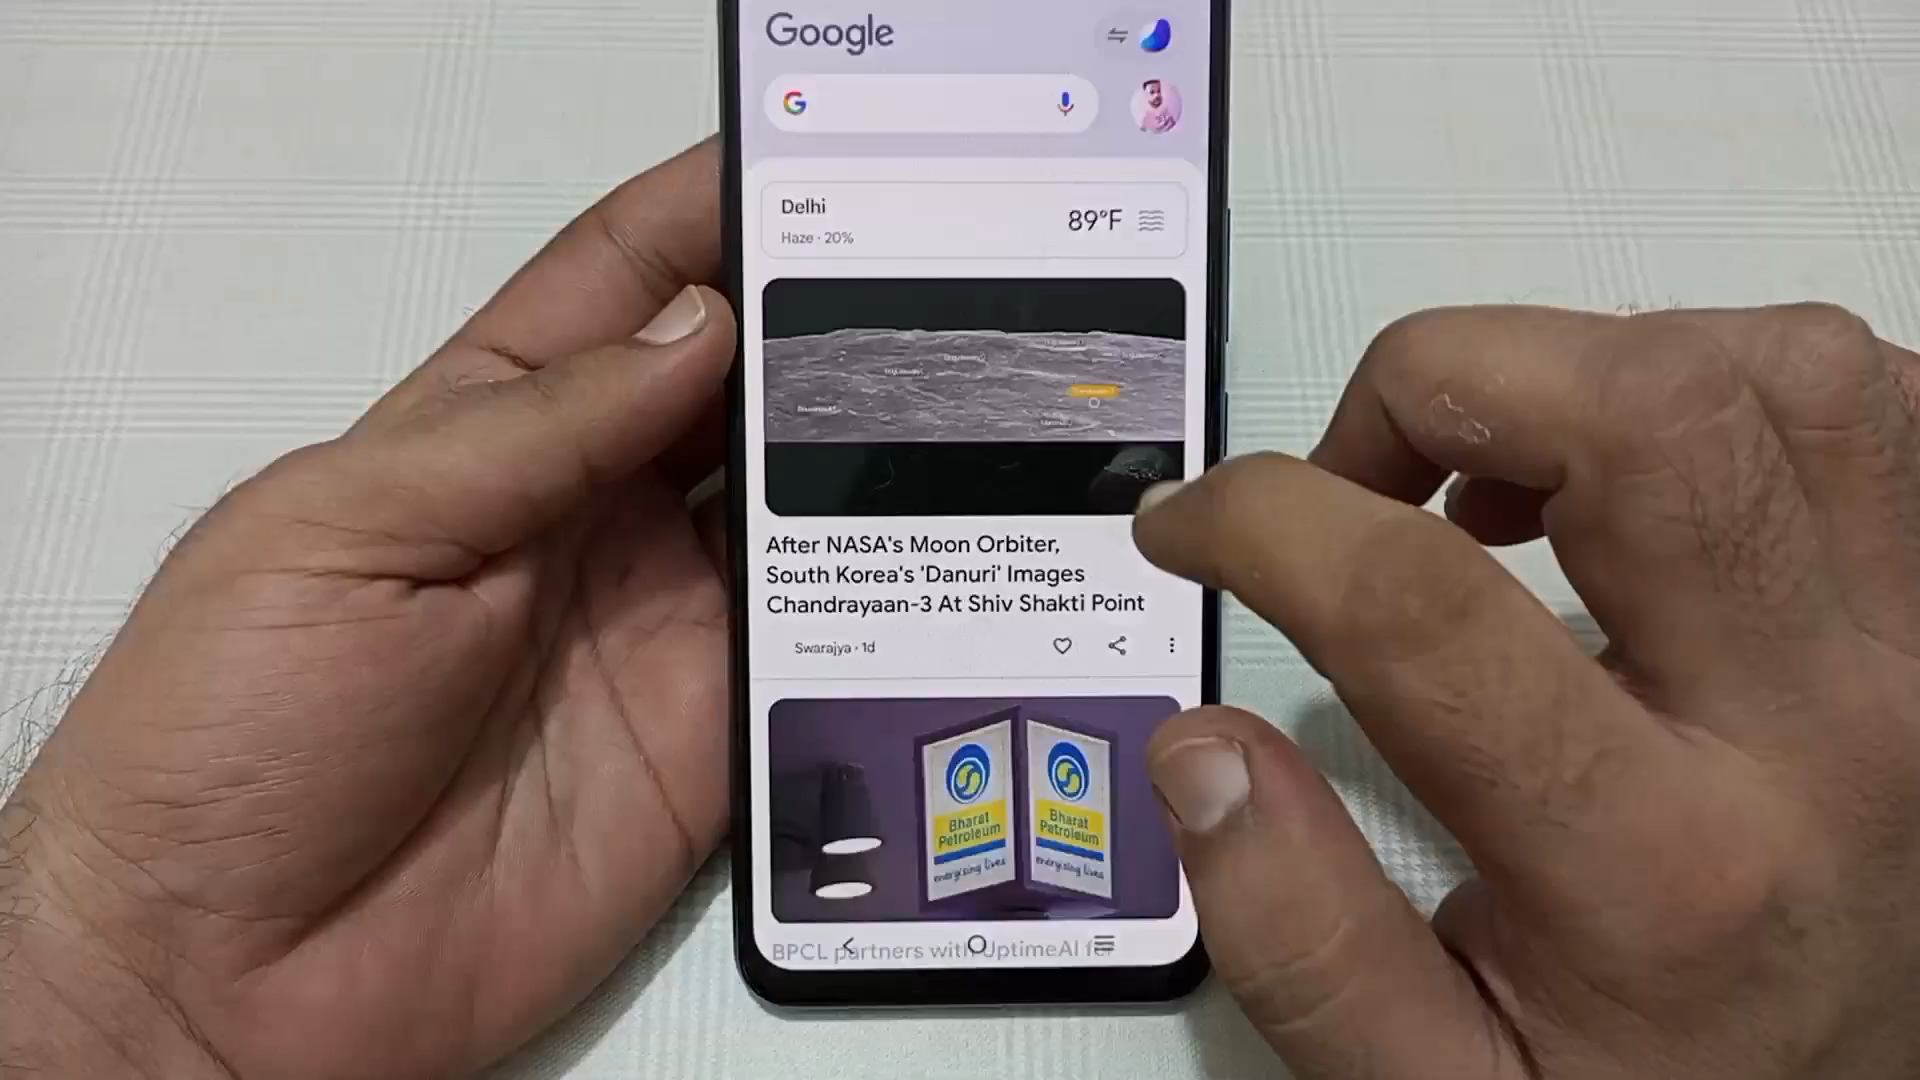 Google
G
Delhi
89°F
Haze · 20%
After NASA's Moon Orbiter,
South Korea's 'Danuri' Images
Chandrayaan-3 At Shiv Shakti Point
Swarajya · 1d
Bharat
Petroleum
energising lives
Bharat
Petroleum
energising lives
BPCL partners with UptimeAI for